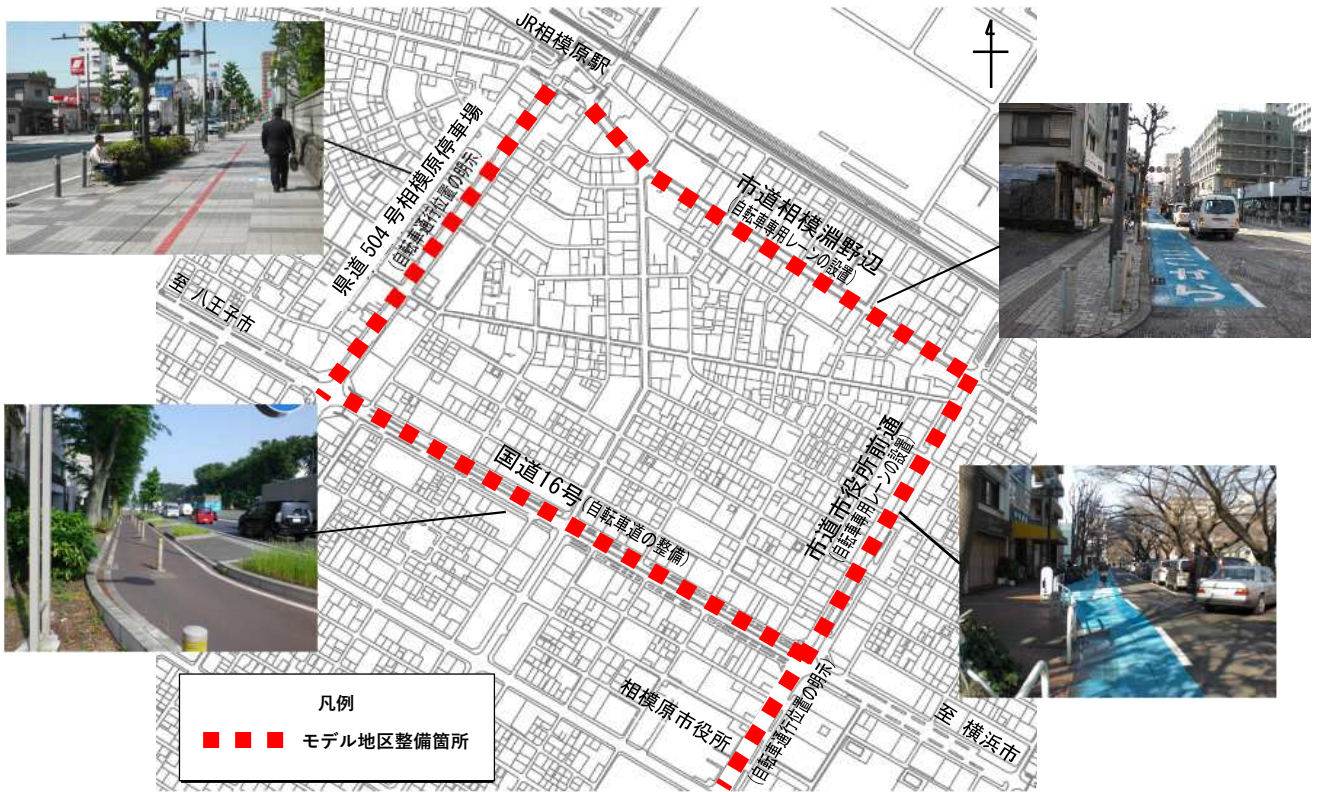 JR相模原駅
県道504号相模原停車場
(自転車通行位置の明示)
市道相模淵野辺
(自転車専用レーンの設置)
至 八王子市
市道市役所前通
(自転車専用レーンの設置)
国道16号(自転車道の整備)
相模原市役所
(自転車通行位置の明示)
至 横浜市
凡例
モデル地区整備箇所